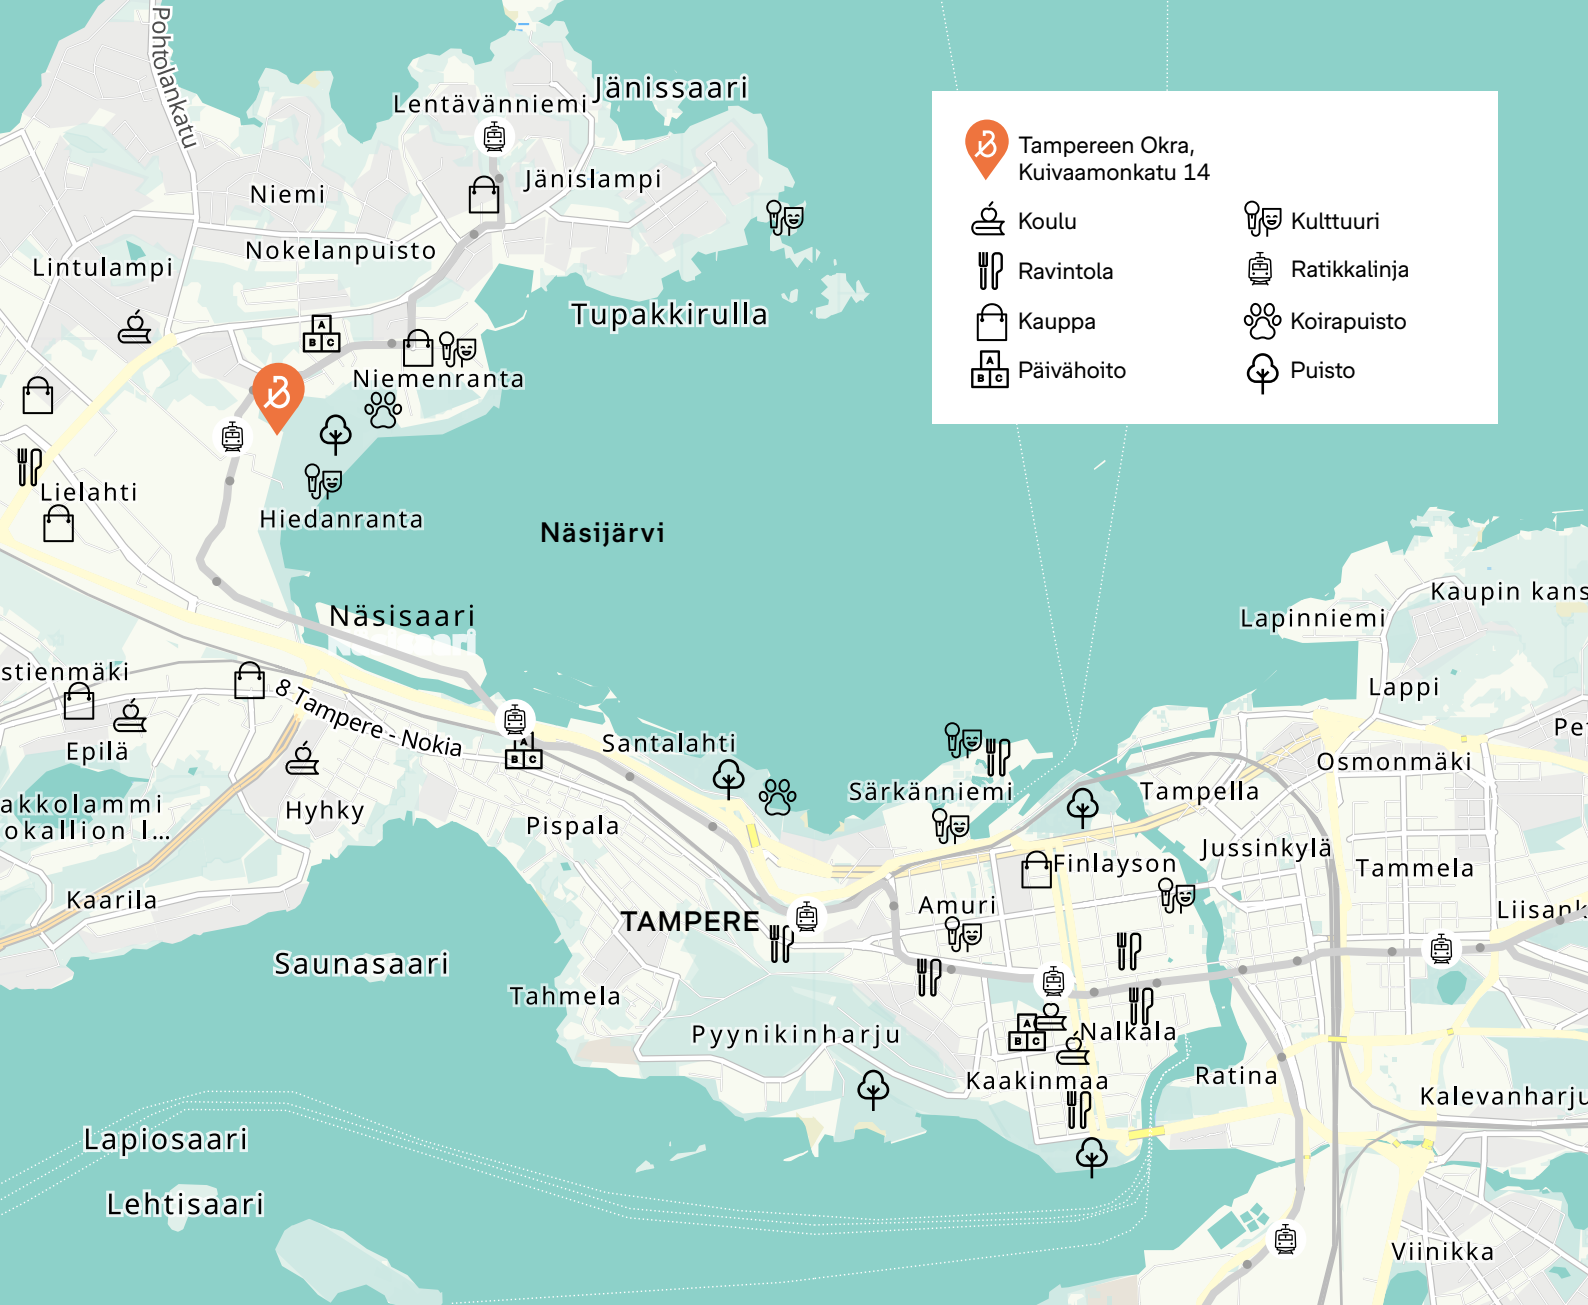 Pohtolankatu
Jänissaari
Lentävänniemi
Niemi
Jänislampi
Nokelanpuisto
Lintulampi
Tupakkirulla
Niemenranta
Lielahti
Hiedanranta
Näsijärvi
Tampereen Okra,
Kuivaamonkatu 14
Koulu
Kulttuuri
Ravintola
Ratikkalinja
Kauppa
Koirapuisto
A
B C
Päivähoito
Puisto
A
B C
Näsisaari
Kaupin kans
Lapinniemi
stienmäki
Lappi
8 Tampere - Nokia
Epilä
A
B C
Santalahti
Pe
Osmonmäki
Särkänniemi
Tampella
akkolammi
okallion l...
Hyhky
Pispala
Jussinkylä
Finlayson
Tammela
Kaarila
Amuri
TAMPERE
Liisank
Saunasaari
Tahmela
Pyynikinharju
A
B C
Nalkala
Kaakinmaa
Ratina
Kalevanharju
Lapiosaari
Lehtisaari
Viinikka